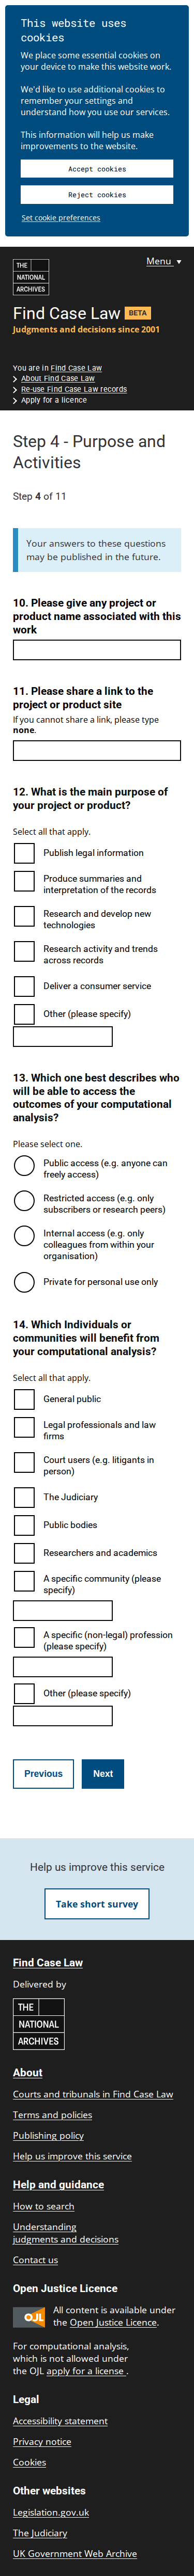 This website uses
cookies
We place some essential cookies on
your device to make this website work.
We'd like to use additional cookies to
remember your settings and
understand how you use our services.
This information will help us make
improvements to the website.
Accept cookies
Reject cookies
Set cookie preferences
THE
NATIONAL
ARCHIVES
Menu
Find Case Law BETA
Judgments and decisions since 2001
You are in Find Case Law
About Find Case Law
Re-use Find Case Law records
Apply for a licence
Step 4 - Purpose and
Activities
Step 4 of 11
Your answers to these questions
may be published in the future.
10. Please give any project or
product name associated with this
work
11. Please share a link to the
project or product site
If you cannot share a link, please type
none.
12. What is the main purpose of
your project or product?
Select all that apply.
Publish legal information
Produce summaries and
interpretation of the records
Research and develop new
technologies
Research activity and trends
across records
Deliver a consumer service
Other (please specify)
13. Which one best describes who
will be able to access the
outcomes of your computational
analysis?
Please select one.
Public access (e.g. anyone can
freely access)
Restricted access (e.g. only
subscribers or research peers)
Internal access (e.g. only
colleagues from within your
organisation)
Private for personal use only
14. Which Individuals or
communities will benefit from
your computational analysis?
Select all that apply.
General public
Legal professionals and law
firms
Court users (e.g. litigants in
person)
The Judiciary
Public bodies
Researchers and academics
A specific community (please
specify)
A specific (non-legal) profession
(please specify)
Other (please specify)
Previous
Next
Help us improve this service
Take short survey
Find Case Law
Delivered by
THE
NATIONAL
ARCHIVES
About
Courts and tribunals in Find Case Law
Terms and policies
Publishing policy
Help us improve this service
Help and guidance
How to search
Understanding
judgments and decisions
Contact us
Open Justice Licence
OJL
All content is available under
the Open Justice Licence.
For computational analysis,
which is not allowed under
the OJL apply for a license .
Legal
Accessibility statement
Privacy notice
Cookies
Other websites
Legislation.gov.uk
The Judiciary
UK Government Web Archive